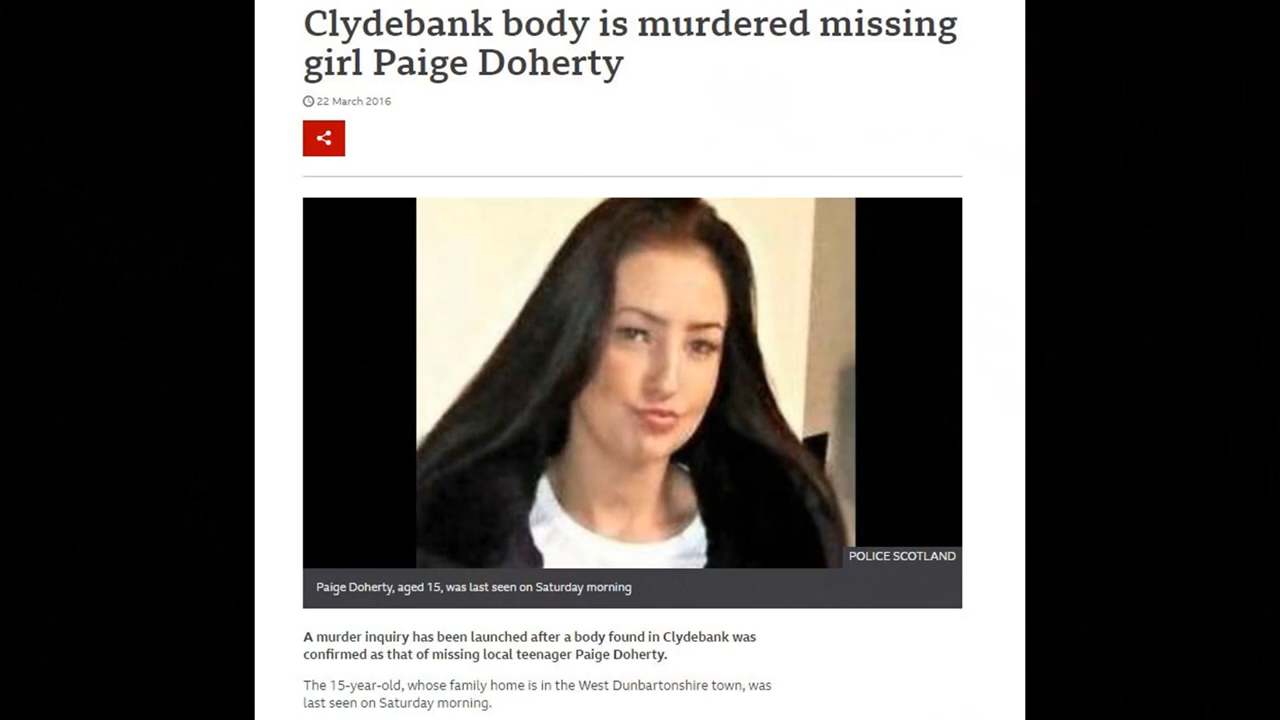 Clydebank body is murdered missing
girl Paige Doherty
22 March 2016
POLICE SCOTLAND
Paige Doherty, aged 15, was last seen on Saturday morning
A murder inquiry has been launched after a body found in Clydebank was
confirmed as that of missing local teenager Paige Doherty.
The 15-year-old, whose family home is in the West Dunbartonshire town, was
last seen on Saturday morning.